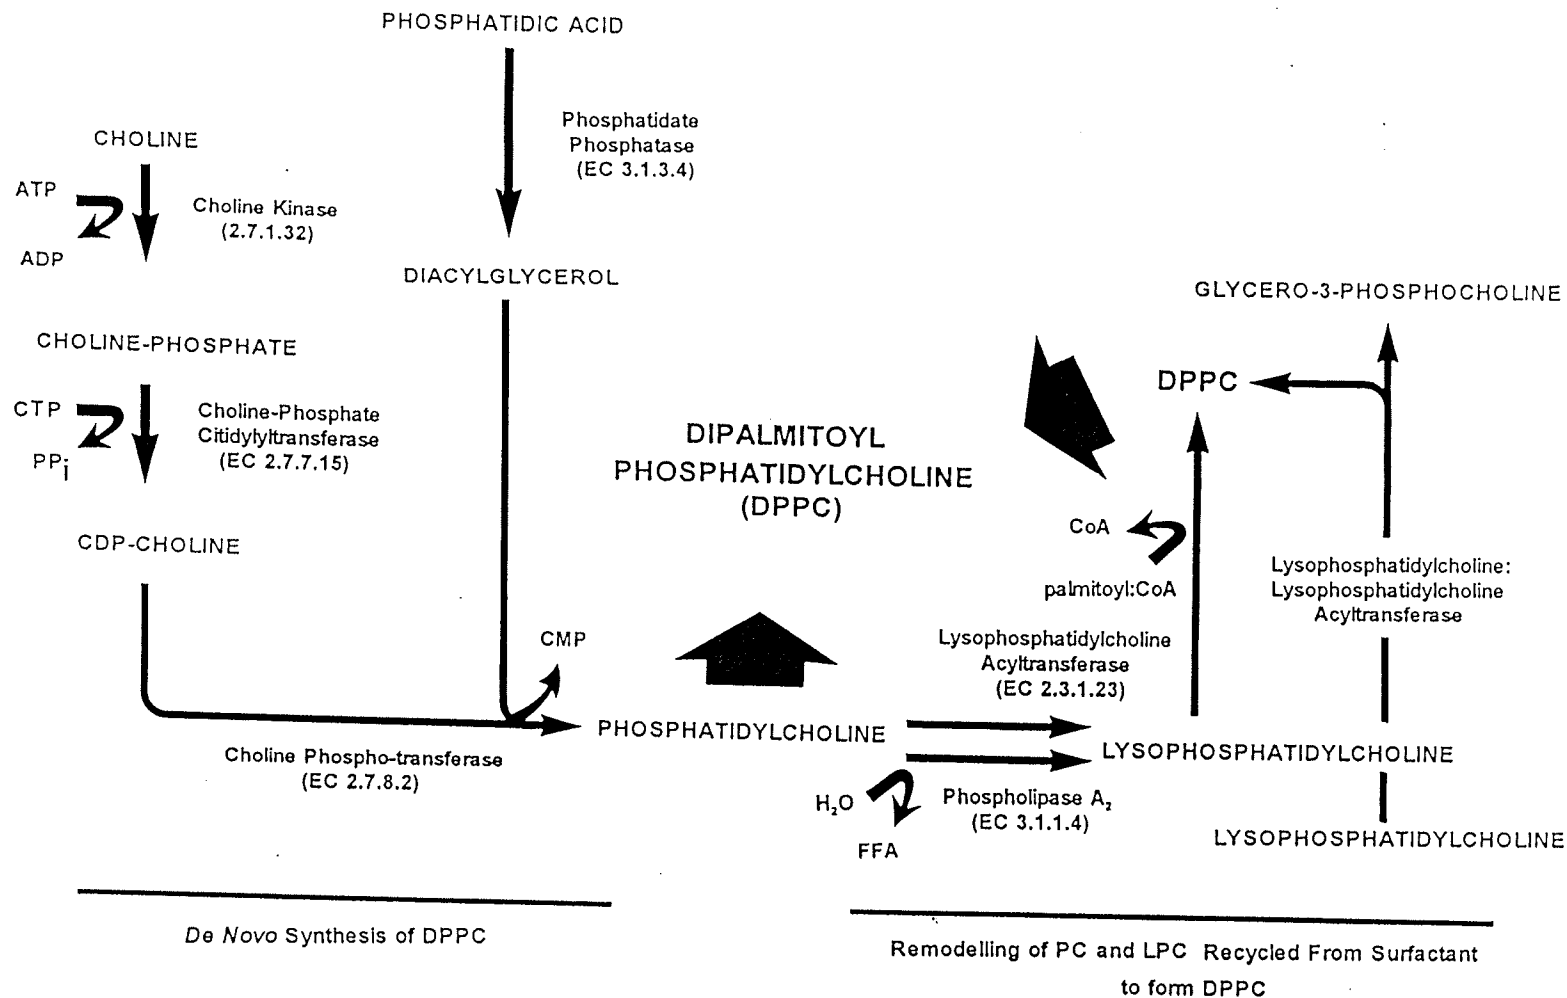 PHOSPHATIDIC ACID
Phosphatidate
Phosphatase
(EC 3.1.3.4)
CHOLINE
ATP
ADP
Choline Kinase
(2.7.1.32)
DIACYLGLYCEROL
CHOLINE-PHOSPHATE
CTP
PPi
Choline-Phosphate
Citidylyltransferase
(EC 2.7.7.15)
CDP-CHOLINE
CMP
Choline Phospho-transferase
(EC 2.7.8.2)
DIPALMITOYL
PHOSPHATIDYLCHOLINE
(DPPC)
PHOSPHATIDYLCHOLINE
GLYCERO-3-PHOSPHOCHOLINE
DPPC
CoA
palmitoyl:CoA
Lysophosphatidylcholine
Acyltransferase
(EC 2.3.1.23)
Lysophosphatidylcholine:
Lysophosphatidylcholine
Acyltransferase
LYSOPHOSPHATIDYLCHOLINE
H₂O
FFA
Phospholipase A₂
(EC 3.1.1.4)
LYSOPHOSPHATIDYLCHOLINE
De Novo Synthesis of DPPC
Remodelling of PC and LPC Recycled From Surfactant
to form DPPC